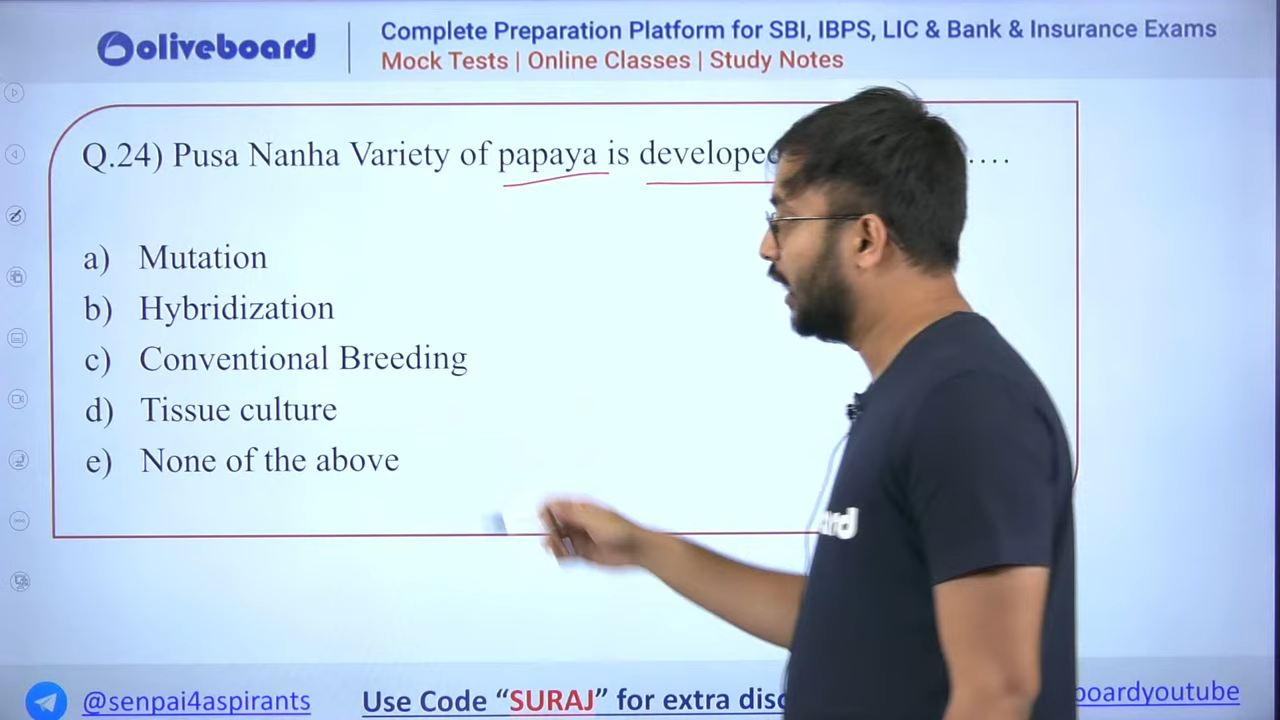 oliveboard
Complete Preparation Platform for SBI, IBPS, LIC & Bank & Insurance Exams
Mock Tests | Online Classes | Study Notes
Q.24) Pusa Nanha Variety of papaya is develope ....
a) Mutation
b) Hybridization
c) Conventional Breeding
d) Tissue culture
e) None of the above
rd
@senpai4aspirants
Use Code “SURAJ” for extra disc
boardyoutube